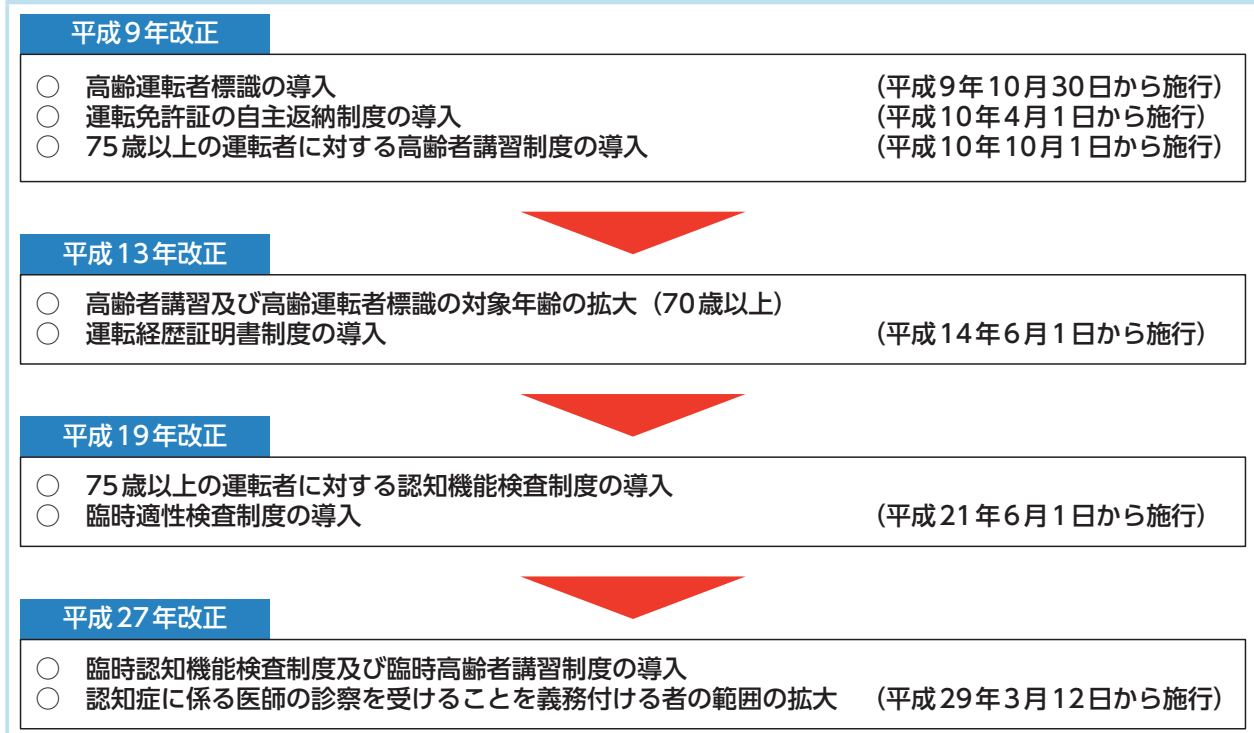 平成9年改正
○ 高齢運転者標識の導入 (平成9年10月30日から施行)
○ 運転免許証の自主返納制度の導入 (平成10年4月1日から施行)
○ 75歳以上の運転者に対する高齢者講習制度の導入 (平成10年10月1日から施行)
平成13年改正
○ 高齢者講習及び高齢運転者標識の対象年齢の拡大（70歳以上）
○ 運転経歴証明書制度の導入 (平成14年6月1日から施行)
平成19年改正
○ 75歳以上の運転者に対する認知機能検査制度の導入
○ 臨時適性検査制度の導入 (平成21年6月1日から施行)
平成27年改正
○ 臨時認知機能検査制度及び臨時高齢者講習制度の導入
○ 認知症に係る医師の診察を受けることを義務付ける者の範囲の拡大 (平成29年3月12日から施行)